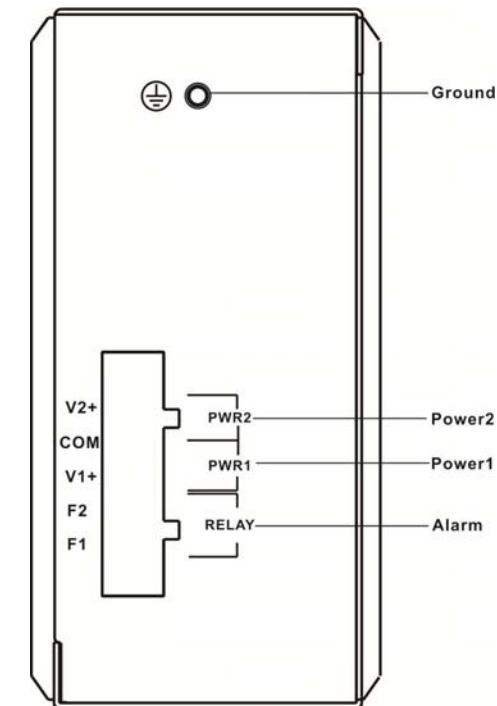 Ground
V2+
PWR2
Power2
COM
V1+
PWR1
Power1
F2
RELAY
Alarm
F1